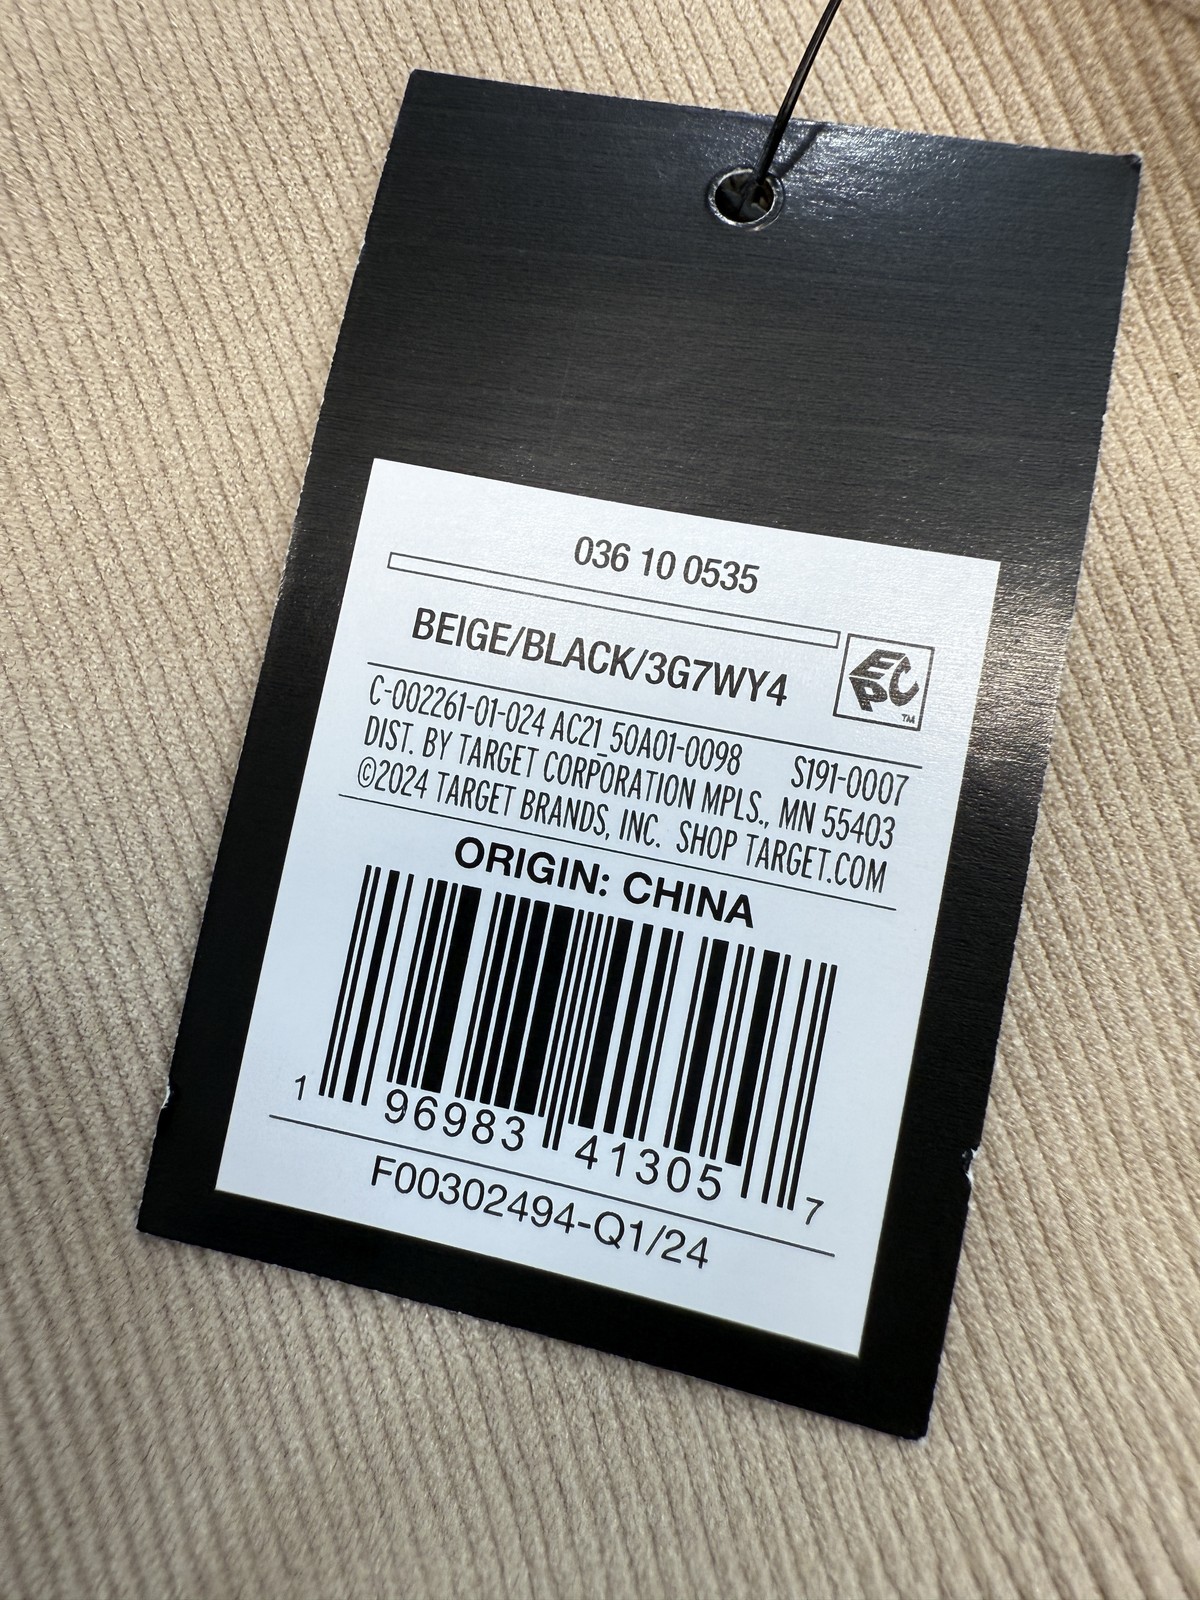 036 10 0535
BEIGE/BLACK/3G7WY4
EPC™
C-002261-01-024 AC21_50A01-0098 S191-0007
DIST. BY TARGET CORPORATION MPLS., MN 55403
©2024 TARGET BRANDS, INC. SHOP TARGET.COM
ORIGIN: CHINA
1 96983 41305 7
F00302494-Q1/24